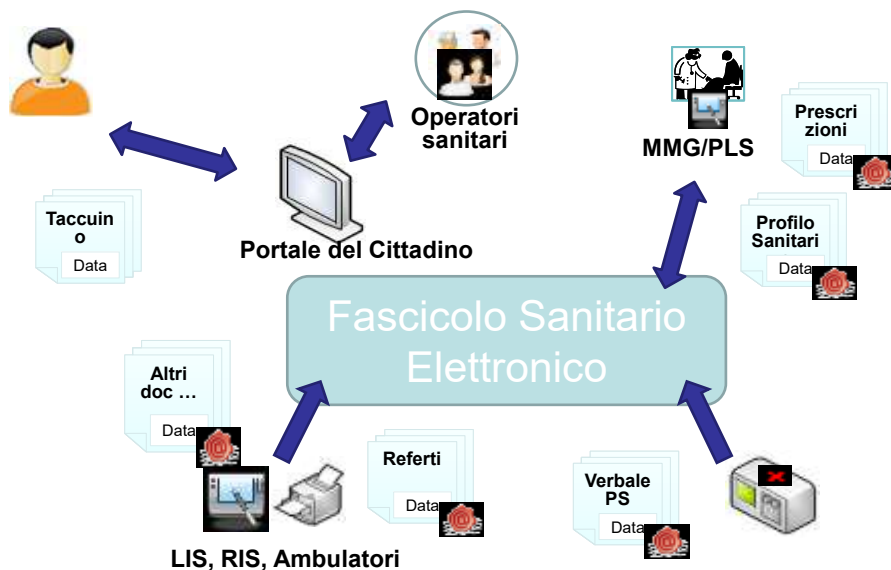 Operatori
sanitari
MMG/PLS
Prescri
zioni
Data
Taccuin
o
Data
Portale del Cittadino
Profilo
Sanitari
Data
Fascicolo Sanitario
Elettronico
Altri
doc ...
Data
Referti
Data
Verbale
PS
Data
LIS, RIS, Ambulatori